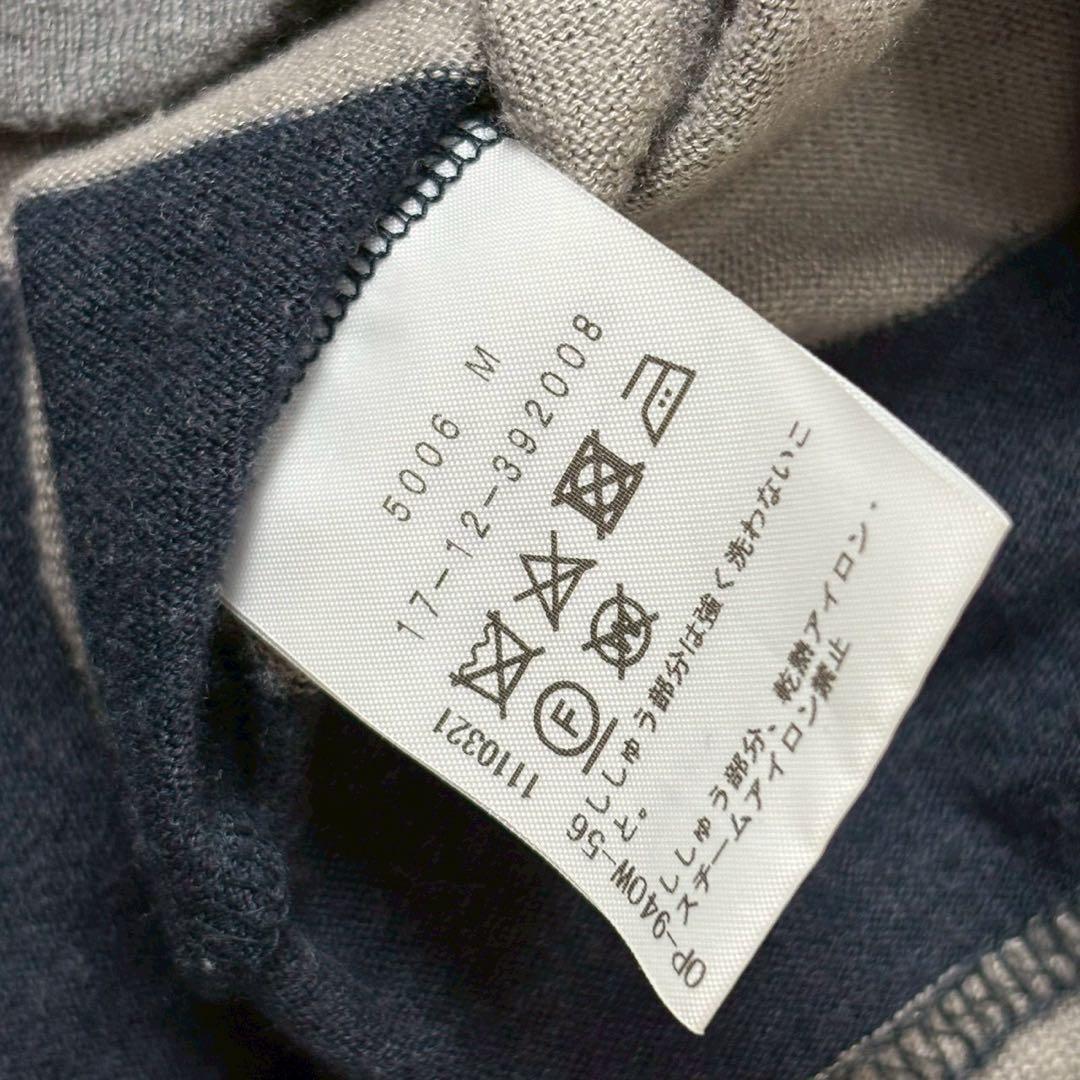 5006 M
17-12-392008
F
W
ししゅう部分は強く洗わないこ
と。
ししゅう部分、乾熱アイロン・
スチームアイロン禁止
1110321
OP-940W-56